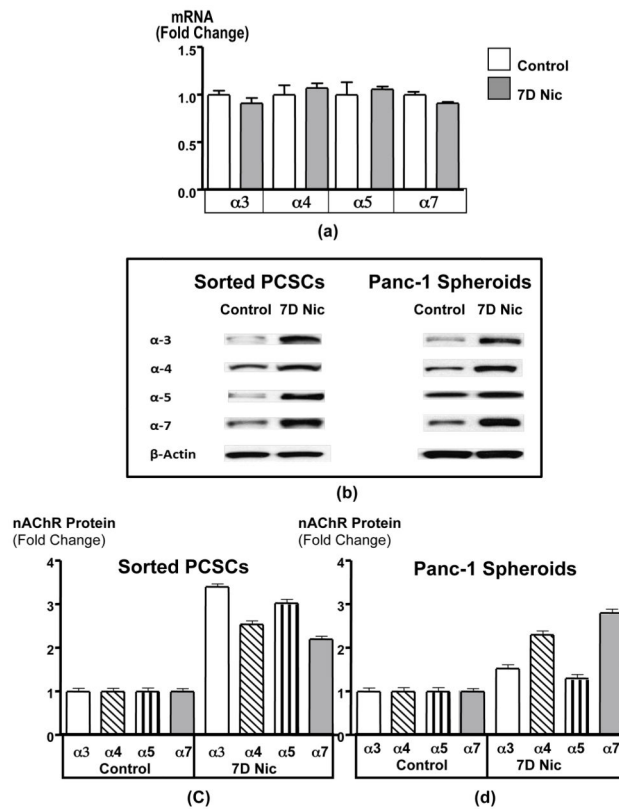 mRNA
(Fold Change)
1.5
1.0
0.5
0.0
Control
7D Nic
α3 α4 α5 α7
(a)
Sorted PCSCs Panc-1 Spheroids
Control 7D Nic Control 7D Nic
α-3
α-4
α-5
α-7
β-Actin
(b)
nAChR Protein
(Fold Change)
Sorted PCSCs
4
3
2
1
0
α3 α4 α5 α7 α3 α4 α5 α7
Control 7D Nic
(C)
nAChR Protein
(Fold Change)
Panc-1 Spheroids
4
3
2
1
0
α3 α4 α5 α7 α3 α4 α5 α7
Control 7D Nic
(d)